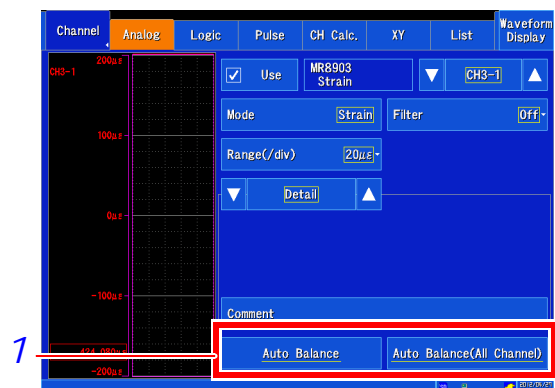 Channel
Analog
Logic
Pulse
CH Calc.
XY
List
Waveform
Display
CH3-1
200με
100με
0με
-100με
-200με
Use
MR8903
Strain
CH3-1
Mode
Strain
Filter
Off
Range(/div)
20με
Detail
Comment
1
Auto Balance
Auto Balance(All Channel)